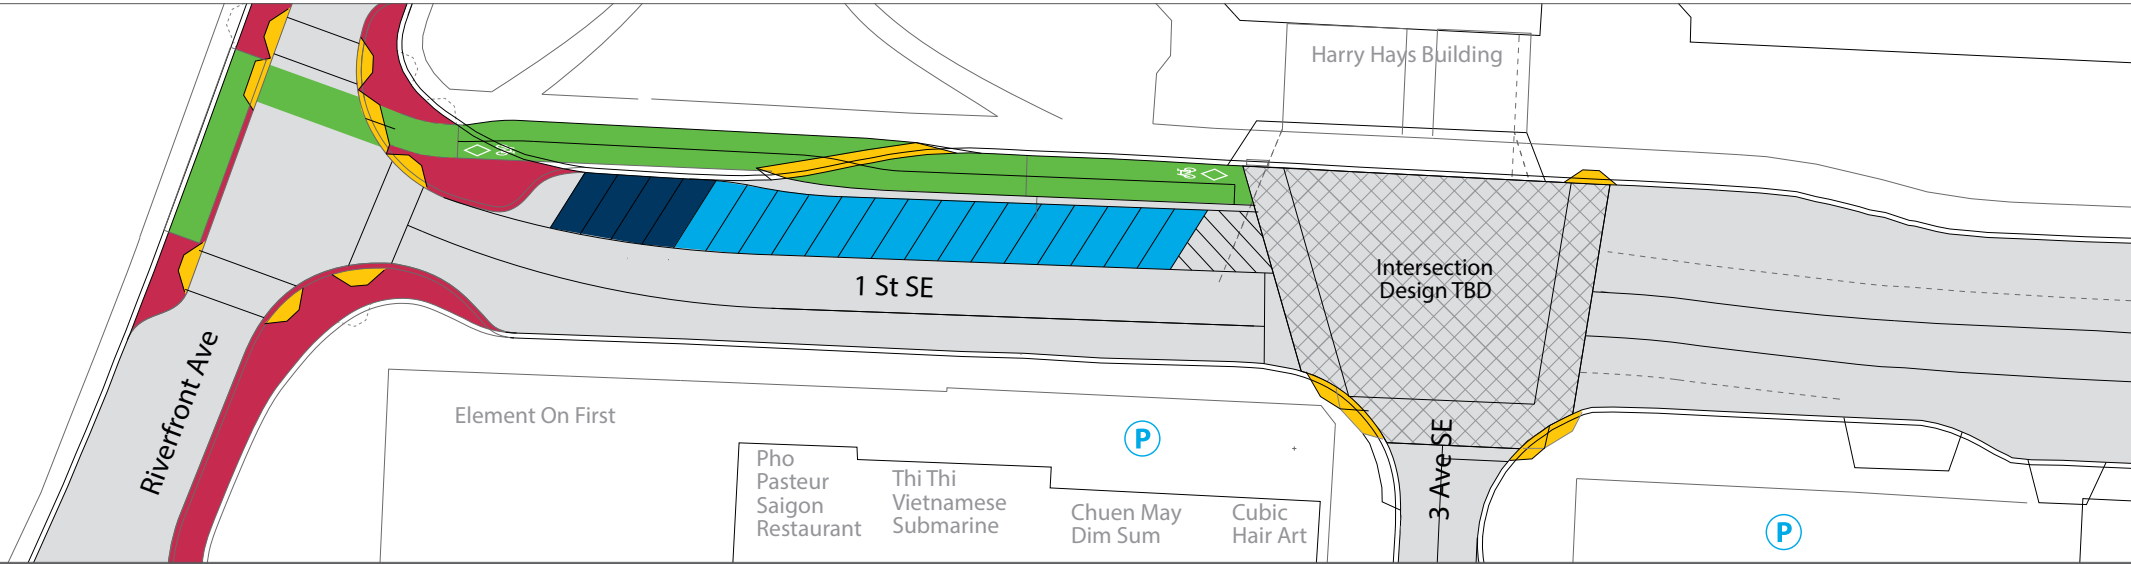 Harry Hays Building
Intersection
Design TBD
1 St SE
Riverfront Ave
3 Ave SE
Element On First
P
Pho
Pasteur
Saigon
Restaurant
Thi Thi
Vietnamese
Submarine
Chuen May
Dim Sum
Cubic
Hair Art
P